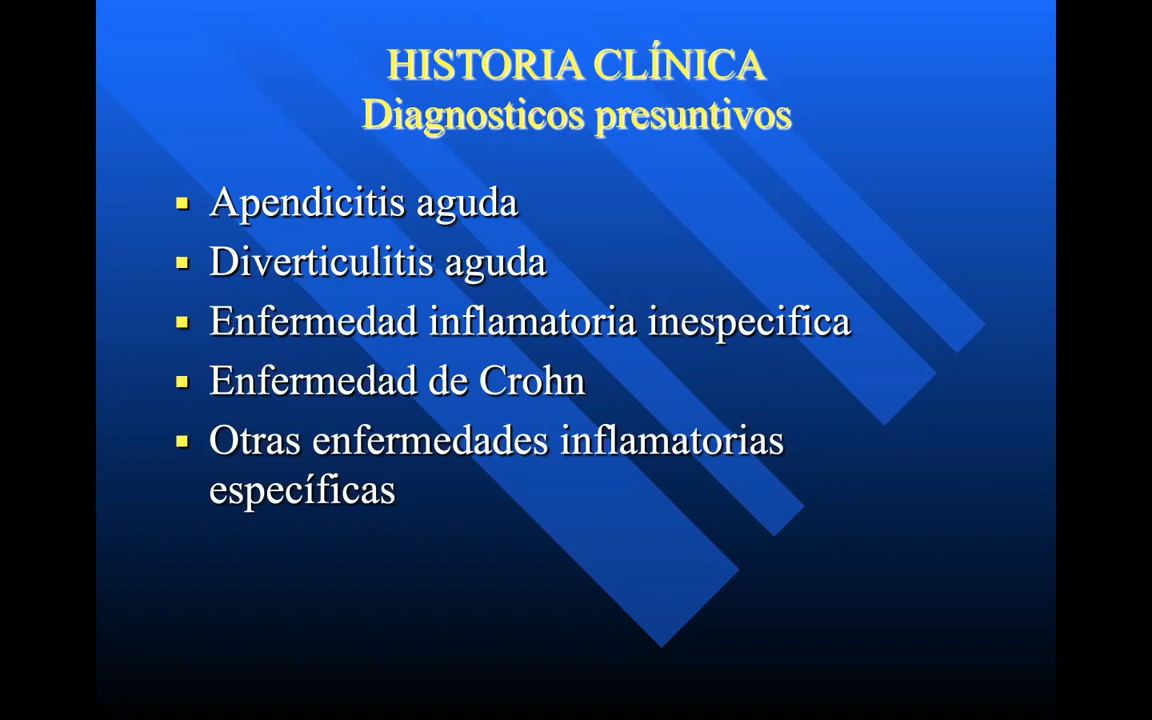 HISTORIA CLÍNICA
Diagnosticos presuntivos
Apendicitis aguda
Diverticulitis aguda
Enfermedad inflamatoria inespecifica
Enfermedad de Crohn
Otras enfermedades inflamatorias
específicas